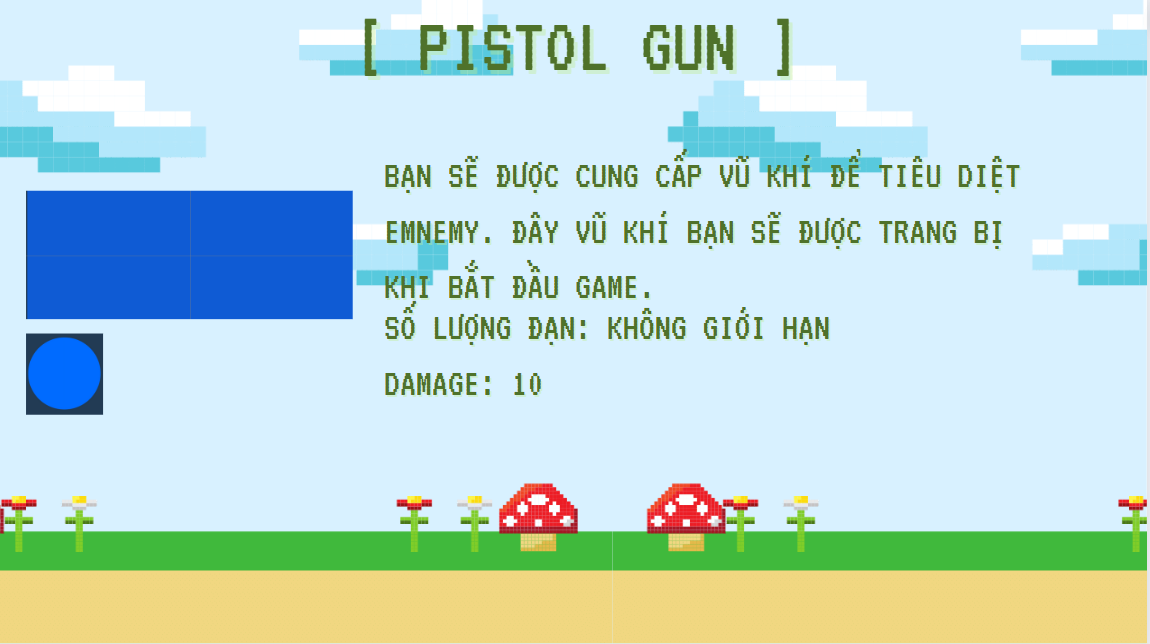 [ PISTOL GUN ]
BẠN SẼ ĐƯỢC CUNG CẤP VŨ KHÍ ĐỂ TIÊU DIỆT
EMNEMY. ĐÂY VŨ KHÍ BẠN SẼ ĐƯỢC TRANG BỊ
KHI BẮT ĐẦU GAME.
SỐ LƯỢNG ĐẠN: KHÔNG GIỚI HẠN
DAMAGE: 10